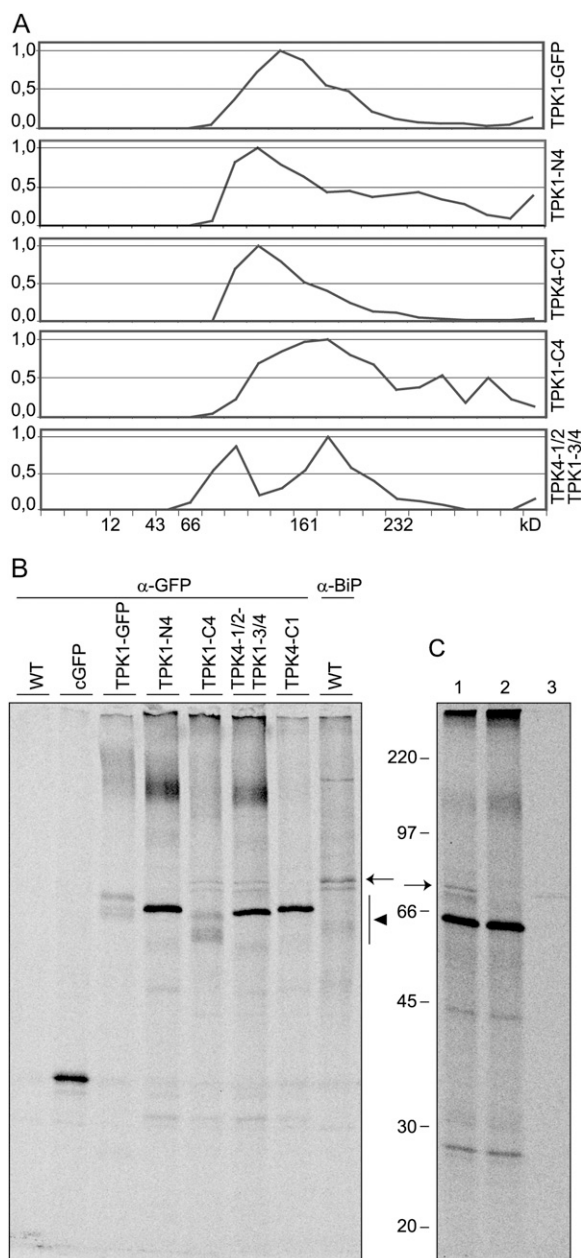 A
1,0
0,5
0,0
TPK1-GFP
1,0
0,5
0,0
TPK1-N4
1,0
0,5
0,0
TPK4-C1
1,0
0,5
0,0
TPK1-C4
1,0
0,5
0,0
TPK4-1/2
TPK1-3/4
12 43 66 161 232 kD
B
α-GFP α-BiP
WT
cGFP
TPK1-GFP
TPK1-N4
TPK1-C4
TPK4-1/2-
TPK1-3/4
TPK4-C1
WT
C
1 2 3
220
97
66
45
30
20